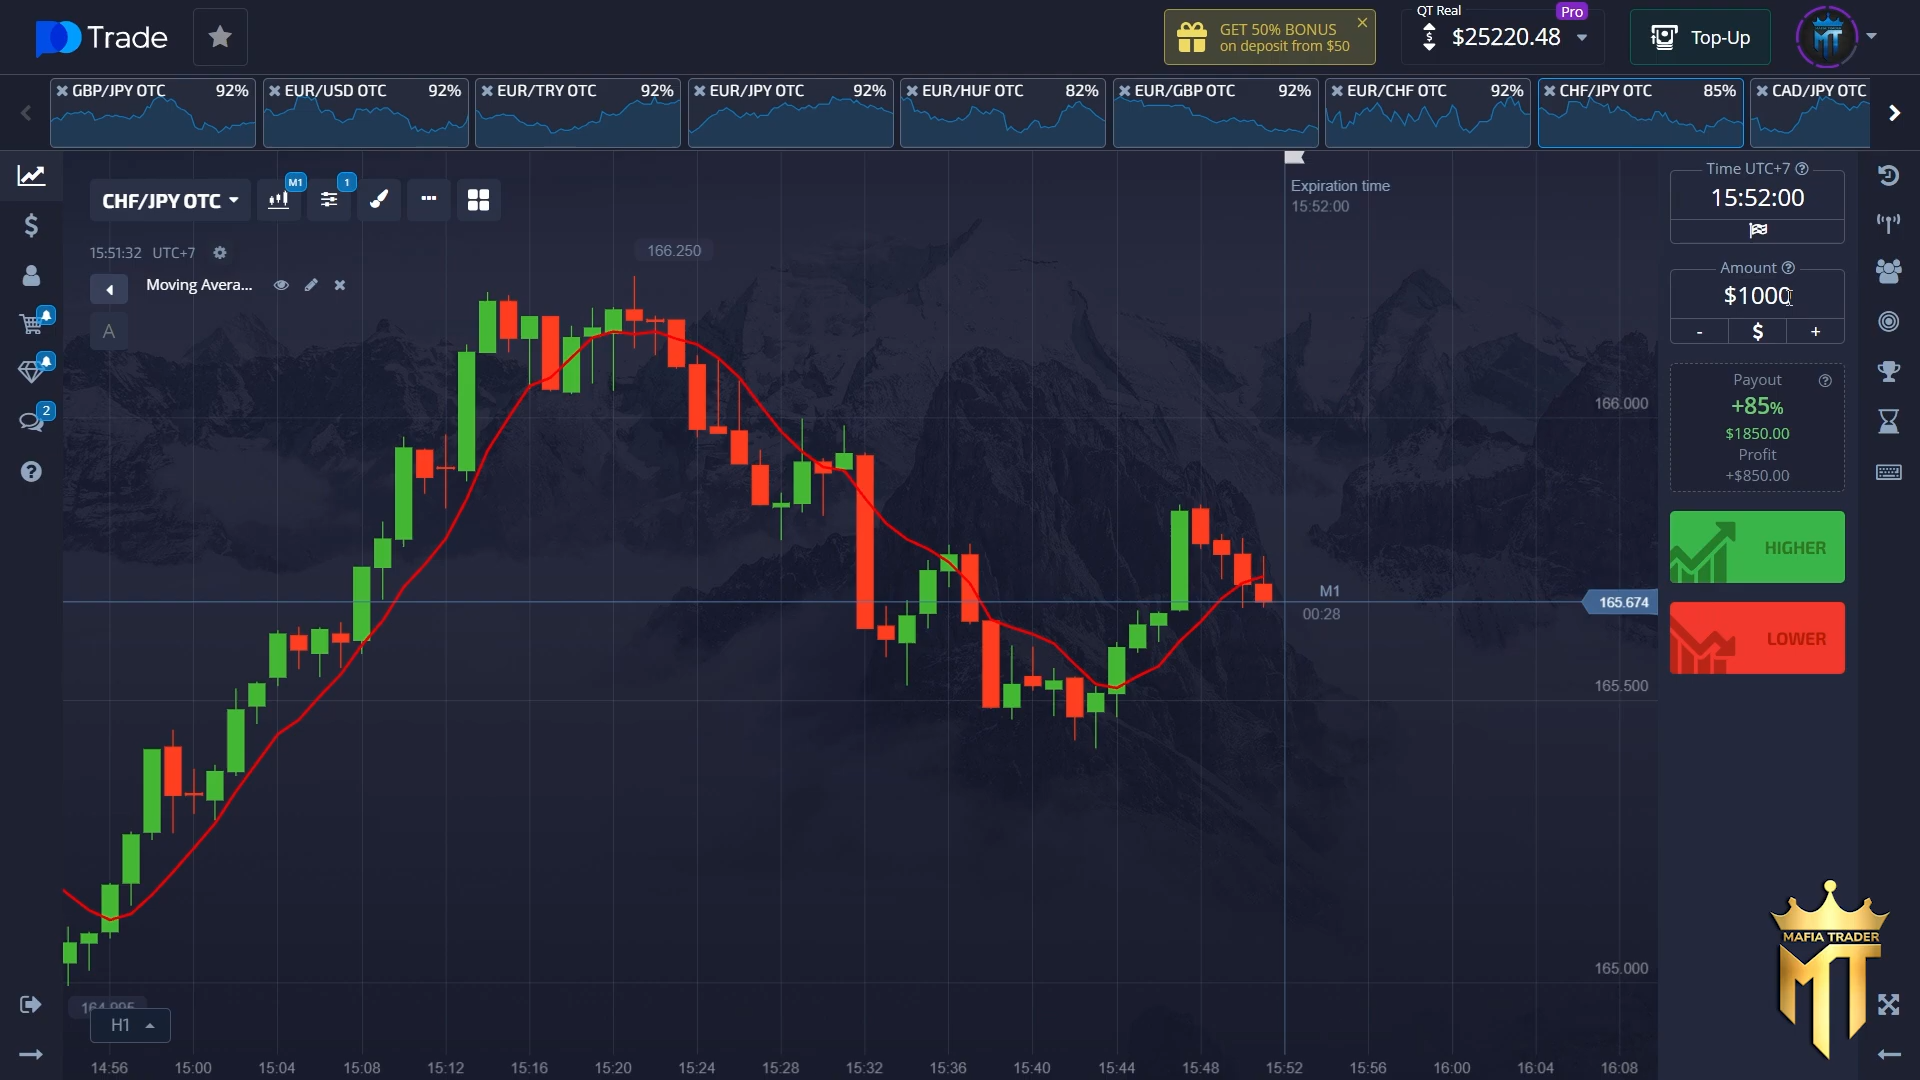 Trade
GET 50% BONUS
on deposit from $50
QT Real
Pro
$25220.48
Top-Up
MT
GBP/JPY OTC 92%
EUR/USD OTC 92%
EUR/TRY OTC 92%
EUR/JPY OTC 92%
EUR/HUF OTC 82%
EUR/GBP OTC 92%
EUR/CHF OTC 92%
CHF/JPY OTC 85%
CAD/JPY OTC
CHF/JPY OTC
M1
1
15:51:32 UTC+7
Moving Avera...
A
166.250
Expiration time
15:52:00
Time UTC+7
15:52:00
Amount
$1000
- $ +
Payout
+85%
$1850.00
Profit
+$850.00
HIGHER
LOWER
2
166.000
M1
00:28
165.674
165.500
165.000
164.995
H1
14:56 15:00 15:04 15:08 15:12 15:16 15:20 15:24 15:28 15:32 15:36 15:40 15:44 15:48 15:52 15:56 16:00 16:04 16:08
MAFIA TRADER
MT